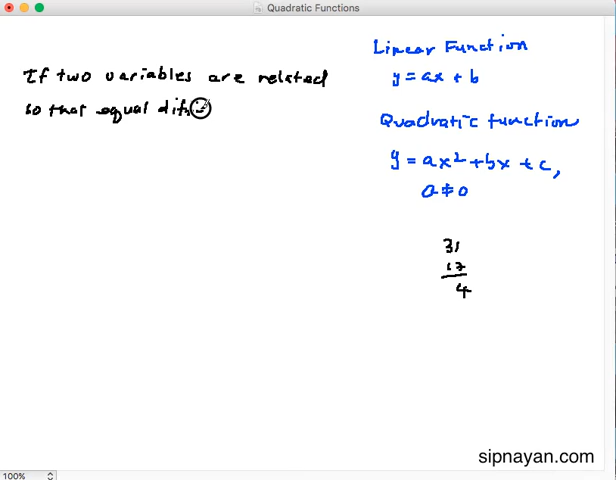 Quadratic Functions
If two variables are related
so that equal dif
Linear Function
y = ax + b
Quadratic function
y = ax² + bx + c,
a ≠ 0
31
17
4
sipnayan.com
100%